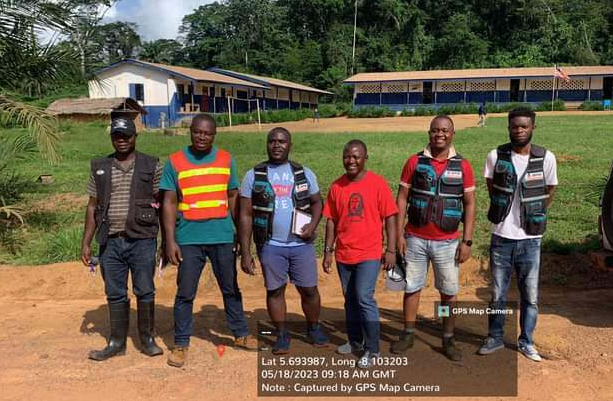 GPS Map Camera
Lat 5.693987, Long -8.103203
05/18/2023 09:18 AM GMT
Note : Captured by GPS Map Camera